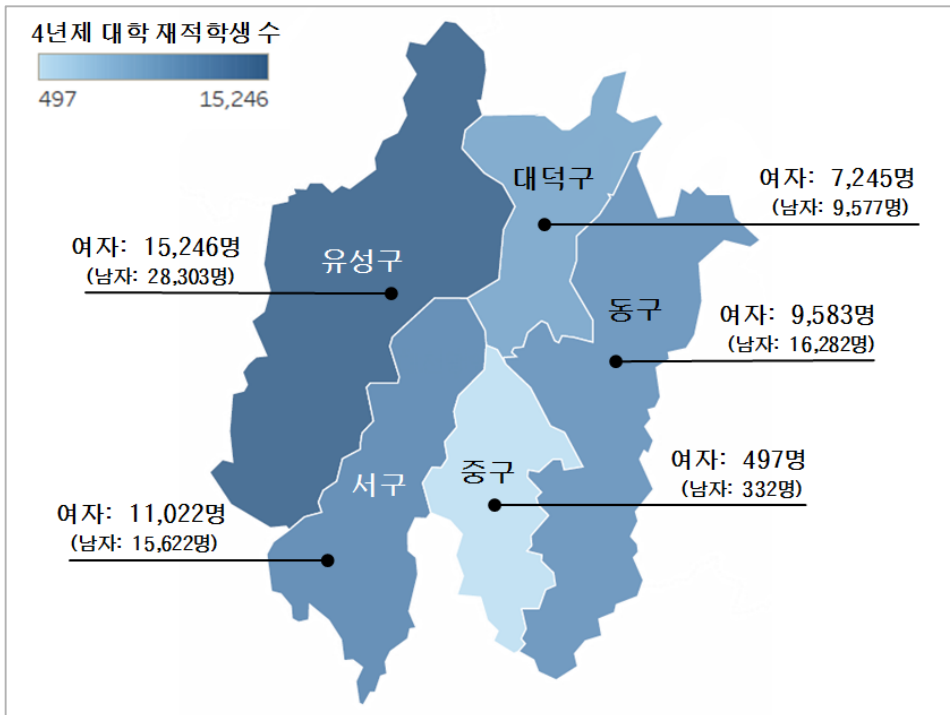 4년제 대학 재적학생 수
497 15,246
대덕구
여자: 7,245명
(남자: 9,577명)
여자: 15,246명
(남자: 28,303명)
유성구
동구
여자: 9,583명
(남자: 16,282명)
서구
중구
여자: 497명
(남자: 332명)
여자: 11,022명
(남자: 15,622명)